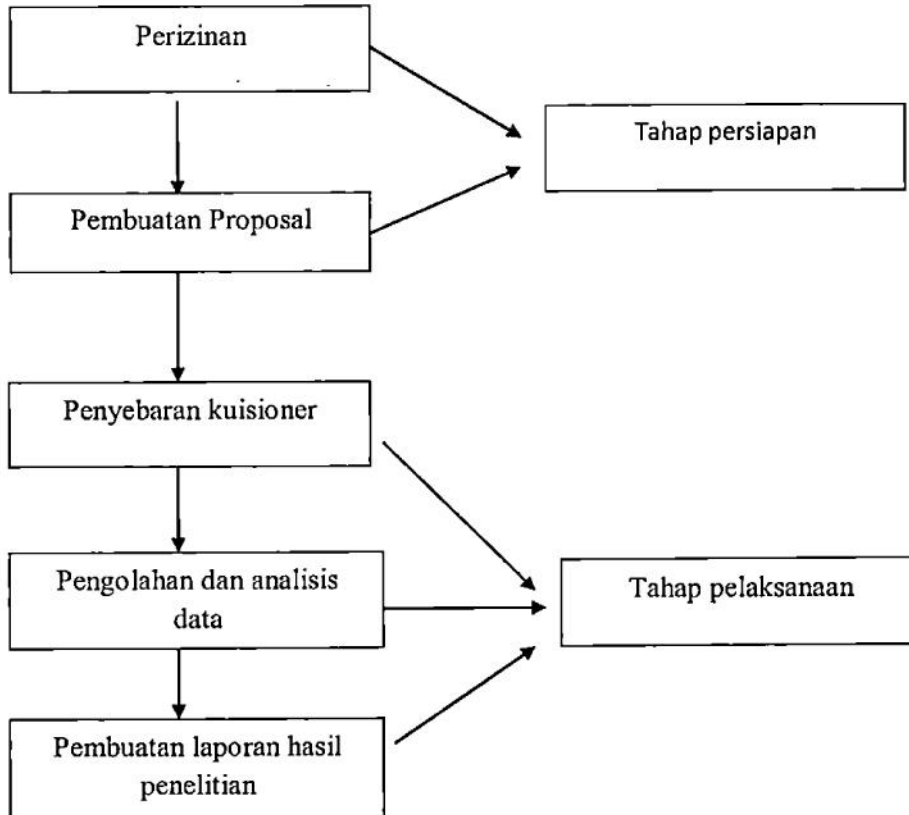 Perizinan
Tahap persiapan
Pembuatan Proposal
Penyebaran kuisioner
Pengolahan dan analisis
data
Tahap pelaksanaan
Pembuatan laporan hasil
penelitian